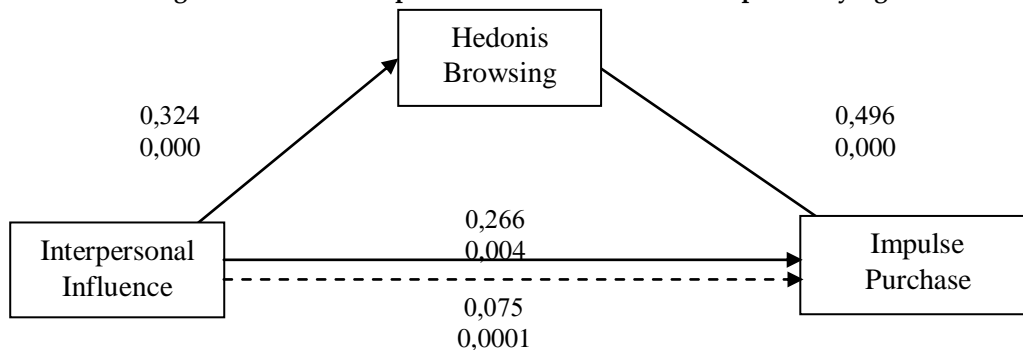 Hedonis
Browsing
0,324
0,000
0,496
0,000
Interpersonal
Influence
0,266
0,004
Impulse
Purchase
0,075
0,0001